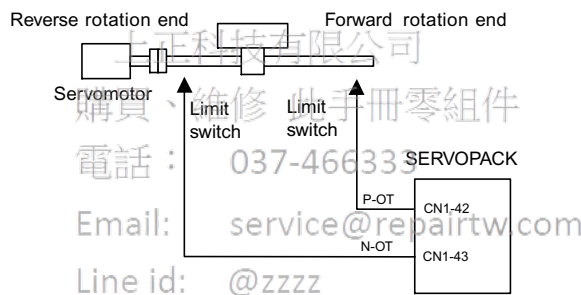 Reverse rotation end
Forward rotation end
上正科技有限公司
Servomotor
購買、維修 此手冊零組件
Limit
switch
Limit
switch
電話： 037-466333
SERVOPACK
P-OT
CN1-42
Email: service@repairtw.com
N-OT
CN1-43
Line id: @zzzz